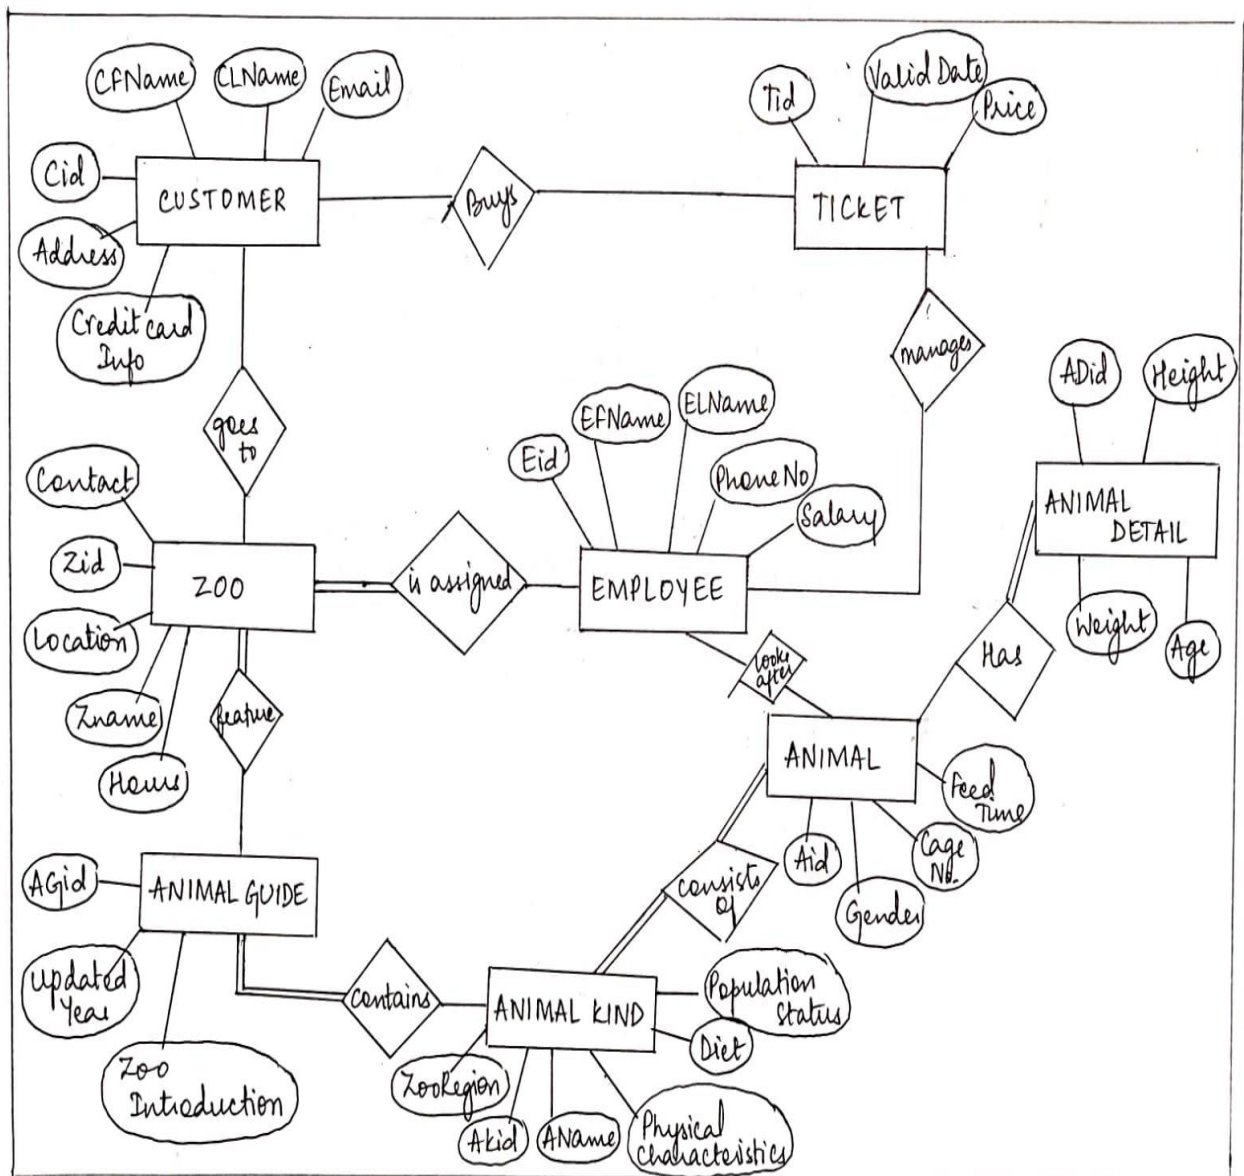 CFName
CLName
Email
Tid
Valid Date
Price
Cid
CUSTOMER
Buys
TICKET
Address
Credit card
Info
manages
goes
to
ADid
Height
EFName
ELName
Eid
PhoneNo
Salary
Contact
ANIMAL
DETAIL
Zid
ZOO
is assigned
EMPLOYEE
Location
Weight
Age
Has
looks
after
Zname
feature
Hours
ANIMAL
Feed
Time
Cage
No.
Aid
Gender
consists
of
AGid
ANIMAL GUIDE
Updated
Year
contains
ANIMAL KIND
Population
Status
Diet
Zoo
Introduction
ZooRegion
Akid
AName
Physical
Characteristics